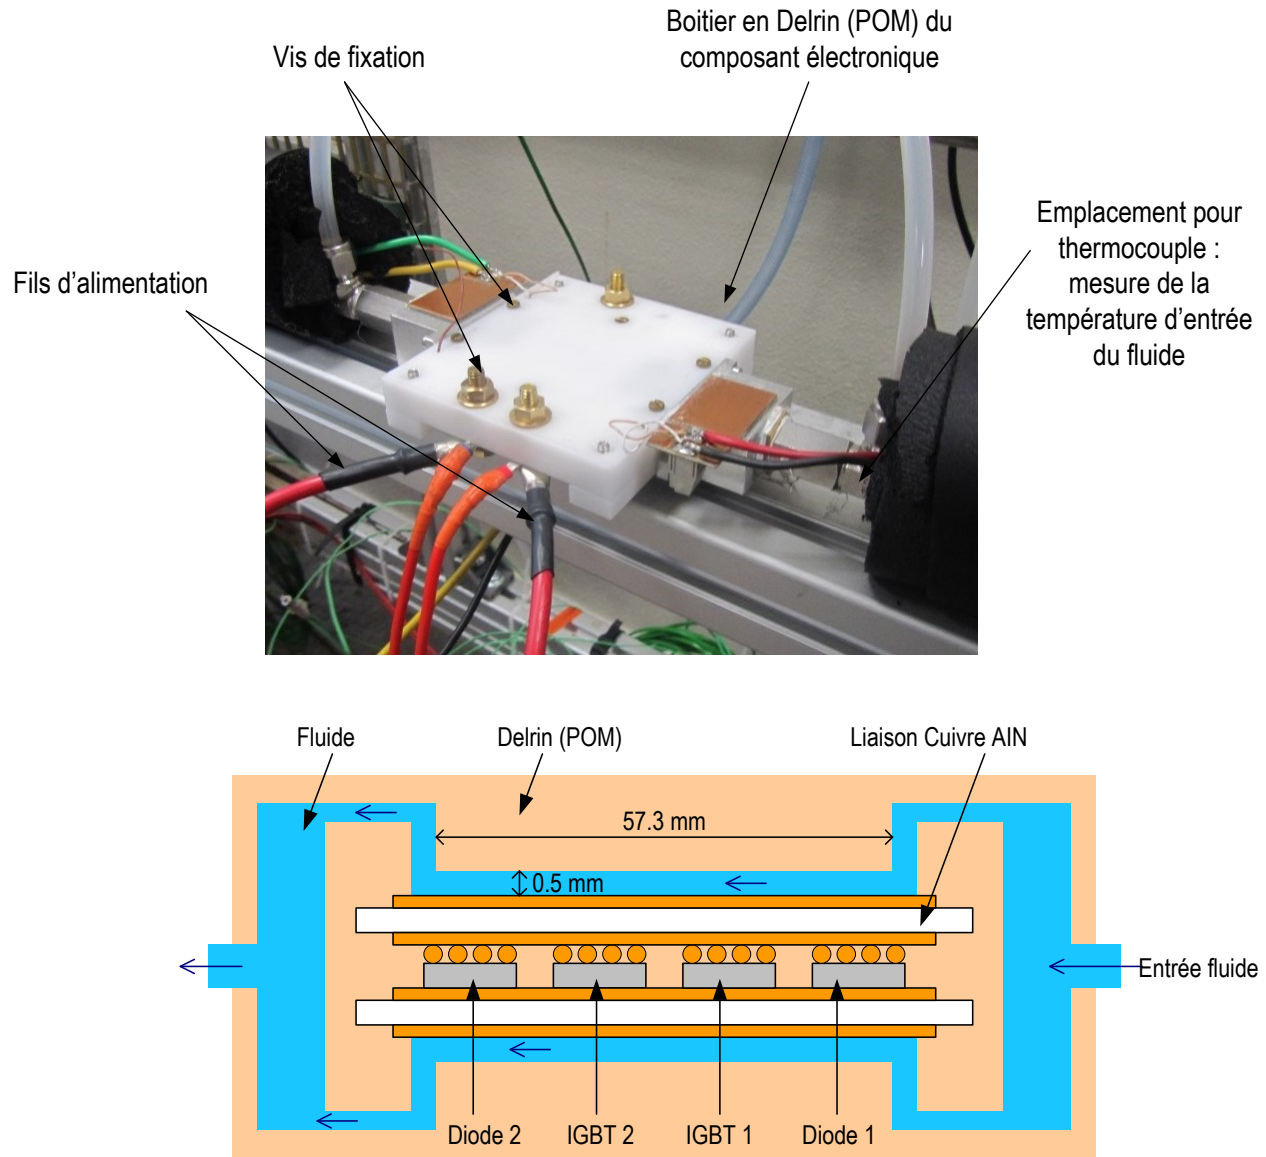 Boitier en Delrin (POM) du
composant électronique
Vis de fixation
Emplacement pour
thermocouple :
mesure de la
température d'entrée
du fluide
Fils d'alimentation
Fluide
Delrin (POM)
Liaison Cuivre AlN
57.3 mm
0.5 mm
Entrée fluide
Diode 2
IGBT 2
IGBT 1
Diode 1